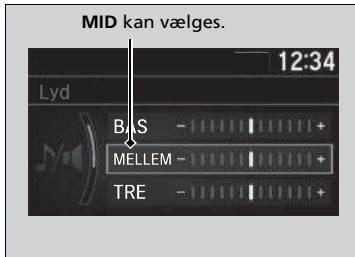 MID kan vælges.
12:34
Lyd
BAS - +
MELLEM - +
TRE - +